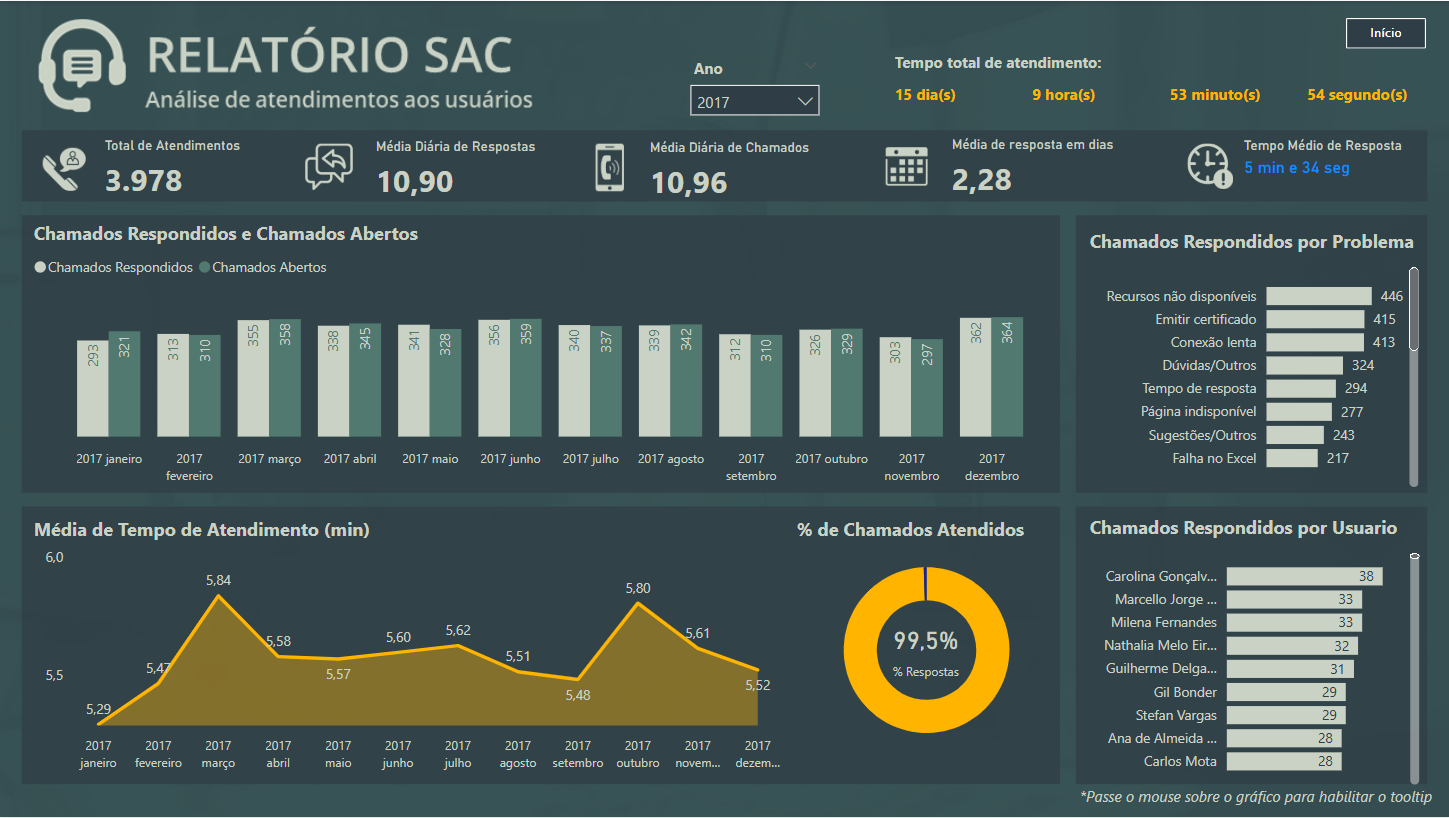 RELATÓRIO SAC
Análise de atendimentos aos usuários
Ano
2017
Tempo total de atendimento:
15 dia(s) 9 hora(s) 53 minuto(s) 54 segundo(s)
Início
Total de Atendimentos
3.978
Média Diária de Respostas
10,90
Média Diária de Chamados
10,96
Média de resposta em dias
2,28
Tempo Médio de Resposta
5 min e 34 seg
Chamados Respondidos e Chamados Abertos
Chamados Respondidos Chamados Abertos
293 321 313 310 355 358 338 345 341 328 356 359 340 337 339 342 312 310 326 329 303 297 362 364
2017 janeiro 2017 fevereiro 2017 março 2017 abril 2017 maio 2017 junho 2017 julho 2017 agosto 2017 setembro 2017 outubro 2017 novembro 2017 dezembro
Chamados Respondidos por Problema
Recursos não disponíveis 446
Emitir certificado 415
Conexão lenta 413
Dúvidas/Outros 324
Tempo de resposta 294
Página indisponível 277
Sugestões/Outros 243
Falha no Excel 217
Média de Tempo de Atendimento (min)
6,0
5,5
5,29 5,47 5,84 5,58 5,57 5,60 5,62 5,51 5,48 5,80 5,61 5,52
2017 janeiro 2017 fevereiro 2017 março 2017 abril 2017 maio 2017 junho 2017 julho 2017 agosto 2017 setembro 2017 outubro 2017 novem... 2017 dezem...
% de Chamados Atendidos
99,5%
% Respostas
Chamados Respondidos por Usuario
Carolina Gonçalv... 38
Marcello Jorge ... 33
Milena Fernandes 33
Nathalia Melo Eir... 32
Guilherme Delga... 31
Gil Bonder 29
Stefan Vargas 29
Ana de Almeida ... 28
Carlos Mota 28
*Passe o mouse sobre o gráfico para habilitar o tooltip